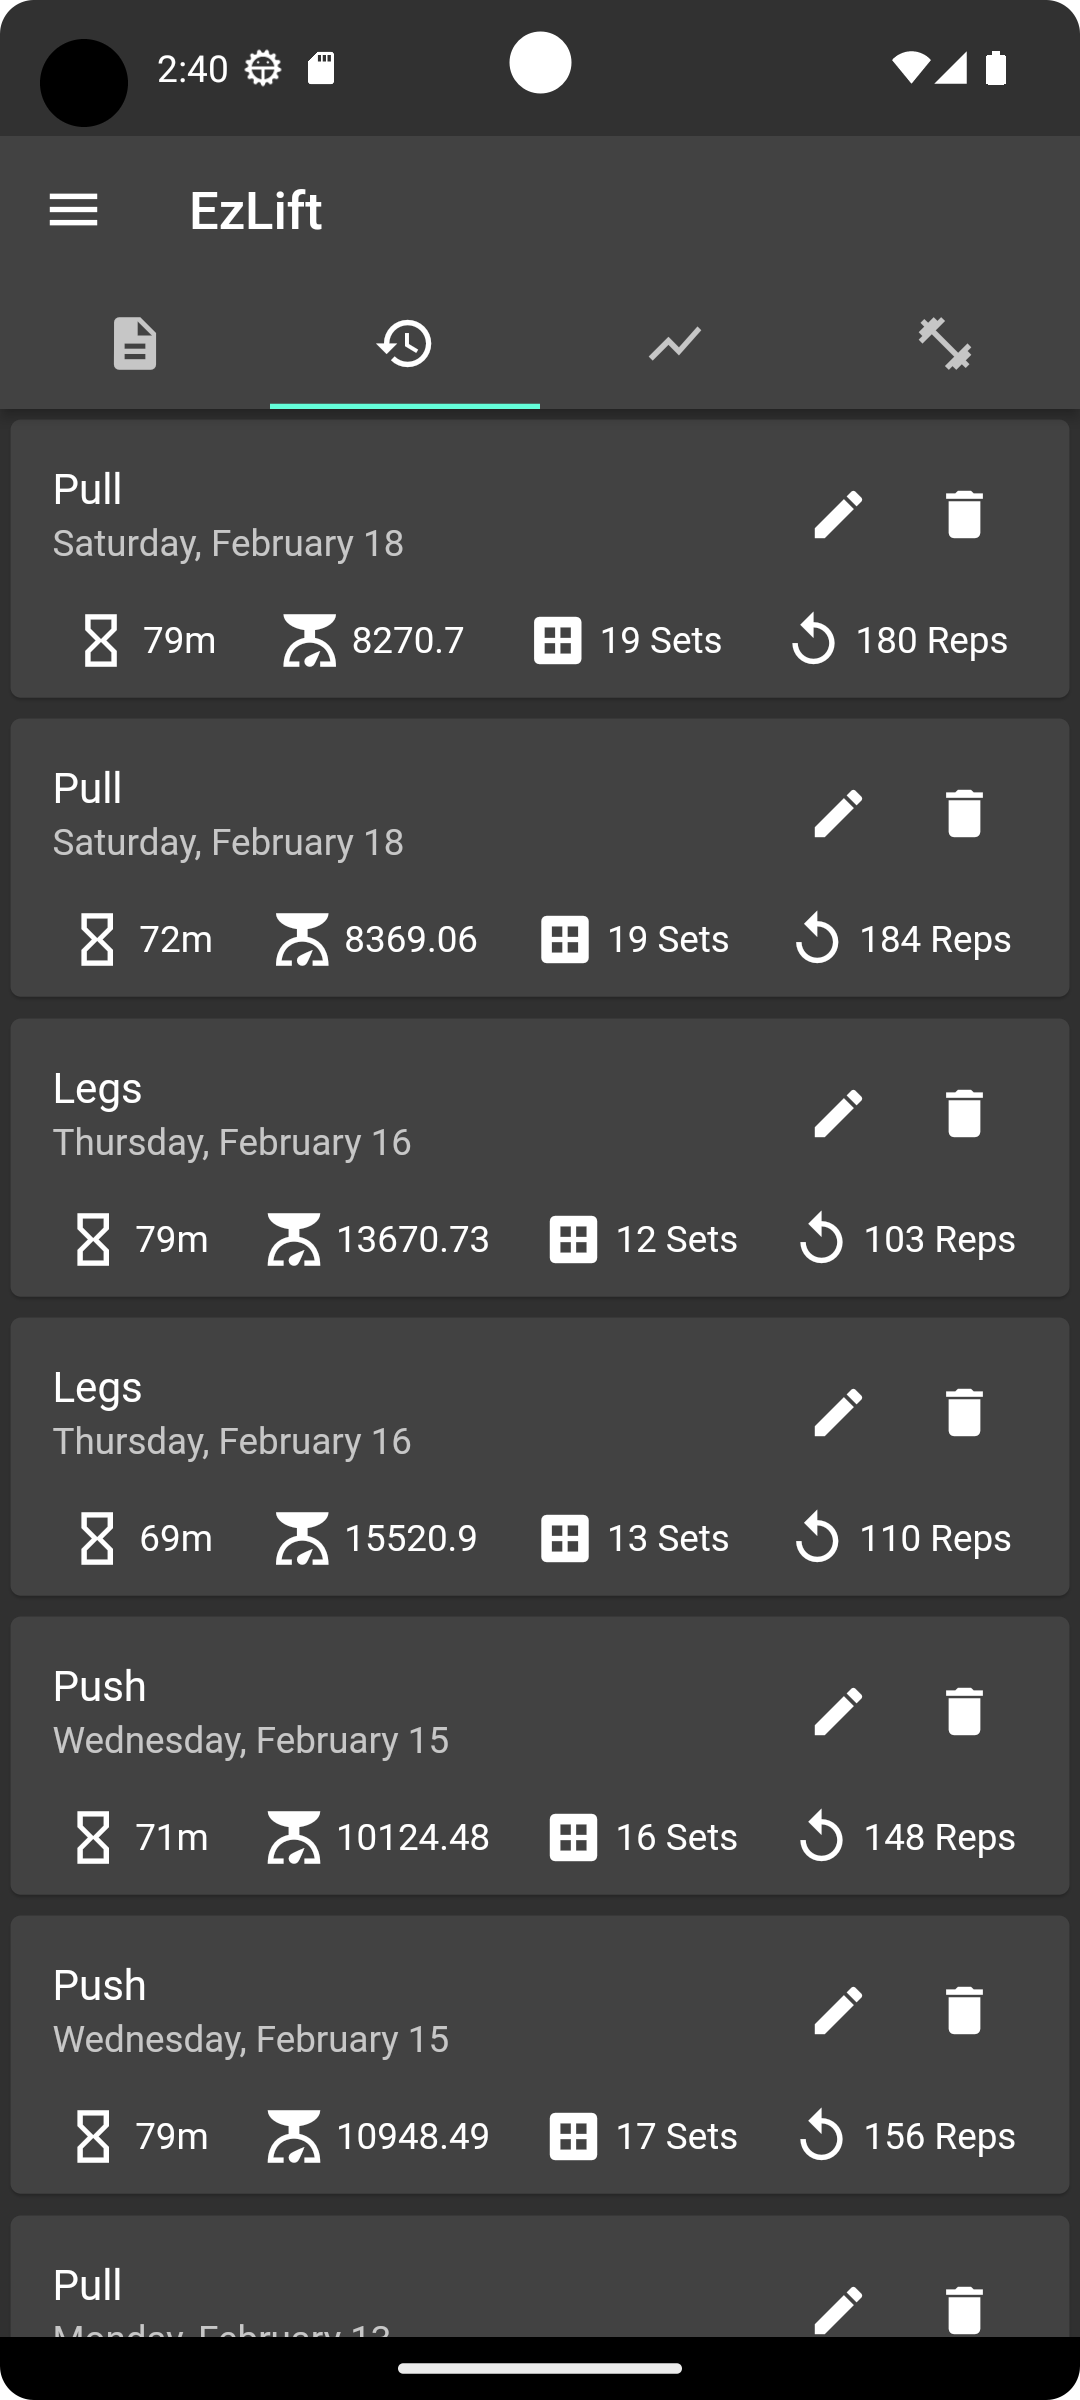 2:40
EzLift
Pull
Saturday, February 18
79m 8270.7 19 Sets 180 Reps
Pull
Saturday, February 18
72m 8369.06 19 Sets 184 Reps
Legs
Thursday, February 16
79m 13670.73 12 Sets 103 Reps
Legs
Thursday, February 16
69m 15520.9 13 Sets 110 Reps
Push
Wednesday, February 15
71m 10124.48 16 Sets 148 Reps
Push
Wednesday, February 15
79m 10948.49 17 Sets 156 Reps
Pull
Monday, February 13